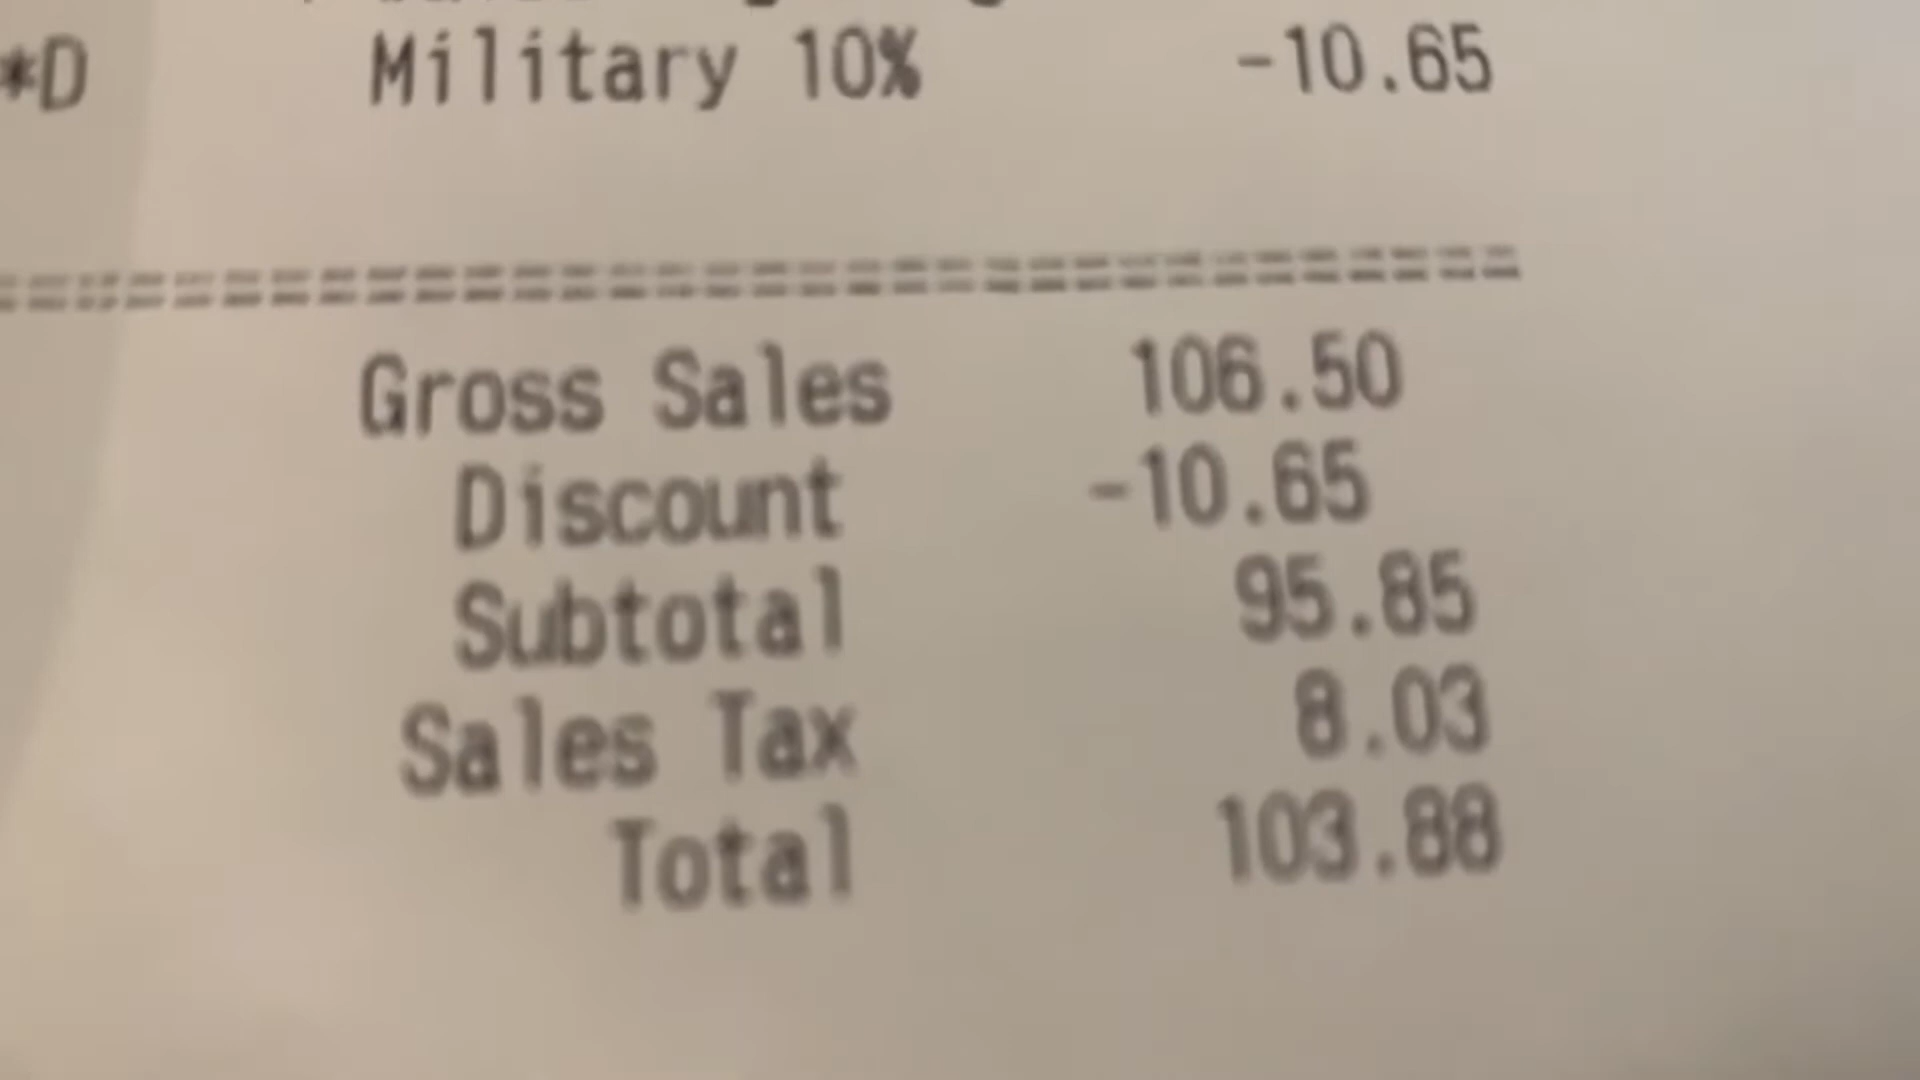 *D Military 10% -10.65
Gross Sales 106.50
Discount -10.65
Subtotal 95.85
Sales Tax 8.03
Total 103.88